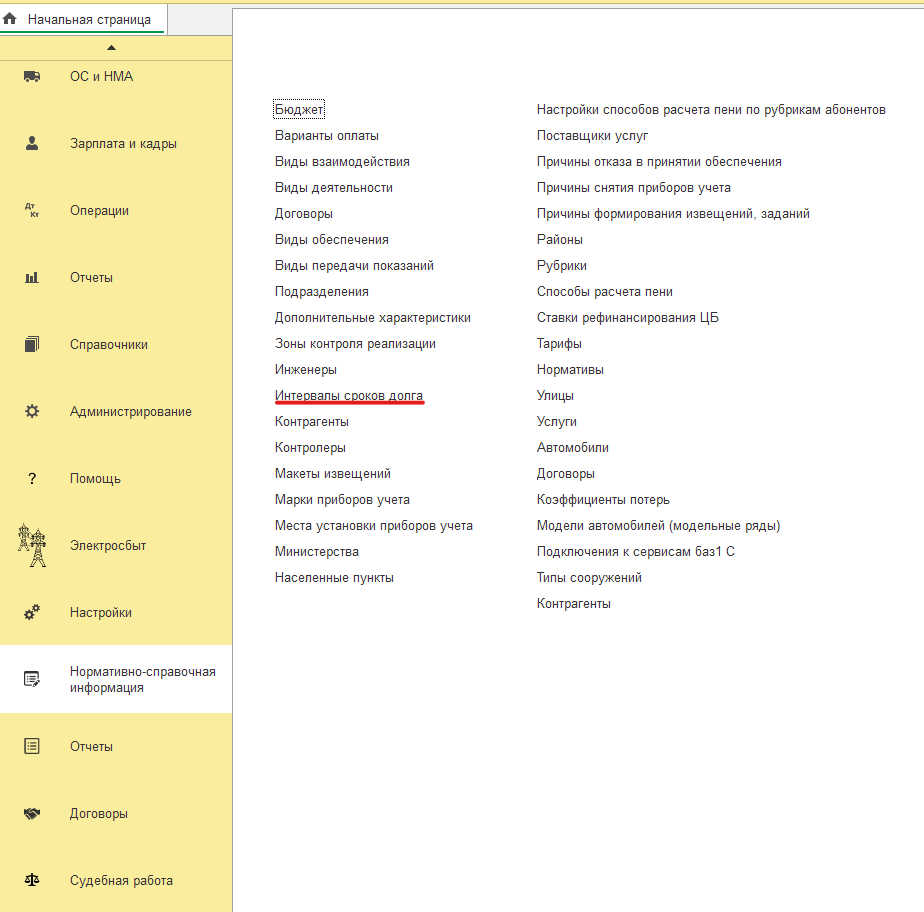 Начальная страница
ОС и НМА
Зарплата и кадры
Дт
Кт
Операции
Отчеты
Справочники
Администрирование
?
Помощь
Электросбыт
Настройки
Нормативно-справочная
информация
Отчеты
Договоры
Судебная работа
Бюджет
Варианты оплаты
Виды взаимодействия
Виды деятельности
Договоры
Виды обеспечения
Виды передачи показаний
Подразделения
Дополнительные характеристики
Зоны контроля реализации
Инженеры
Интервалы сроков долга
Контрагенты
Контролеры
Макеты извещений
Марки приборов учета
Места установки приборов учета
Министерства
Населенные пункты
Настройки способов расчета пени по рубрикам абонентов
Поставщики услуг
Причины отказа в принятии обеспечения
Причины снятия приборов учета
Причины формирования извещений, заданий
Районы
Рубрики
Способы расчета пени
Ставки рефинансирования ЦБ
Тарифы
Нормативы
Улицы
Услуги
Автомобили
Договоры
Коэффициенты потерь
Модели автомобилей (модельные ряды)
Подключения к сервисам баз1 С
Типы сооружений
Контрагенты